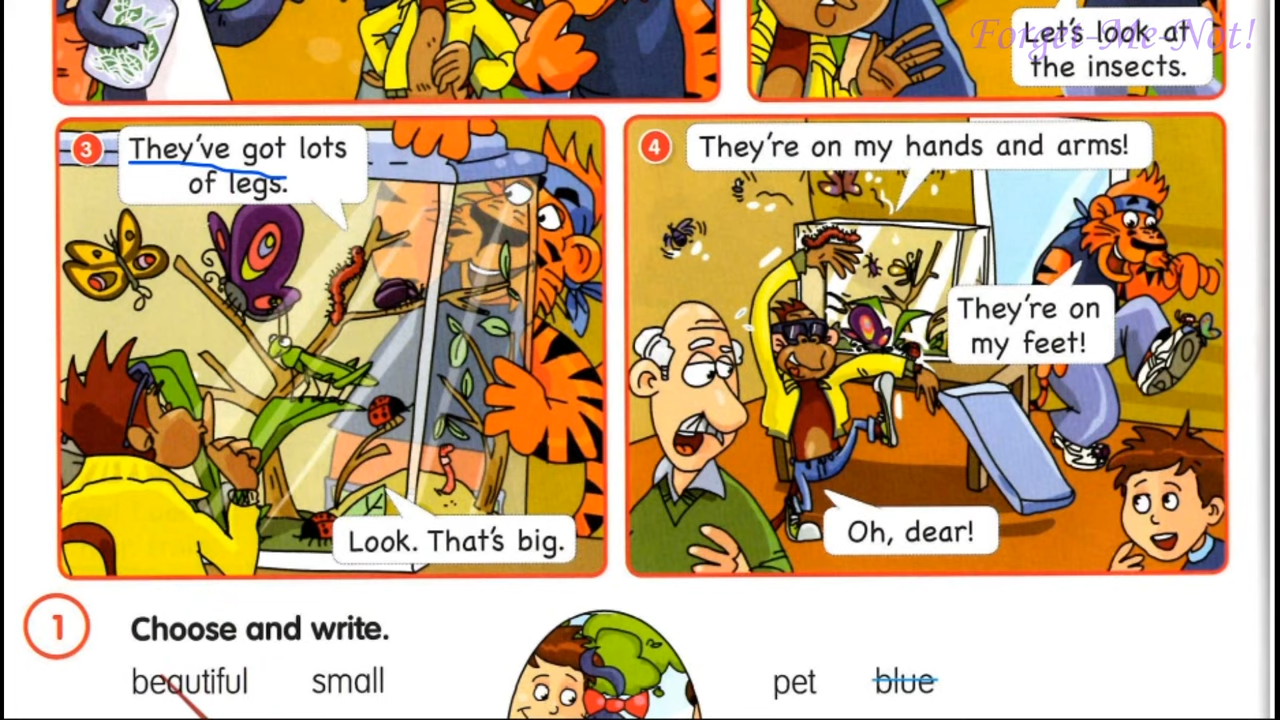 Forget-Me-Not!
Let's look at
the insects.
3
They've got lots
of legs.
Look. That's big.
4
They're on my hands and arms!
They're on
my feet!
Oh, dear!
1
Choose and write.
beautiful small pet blue